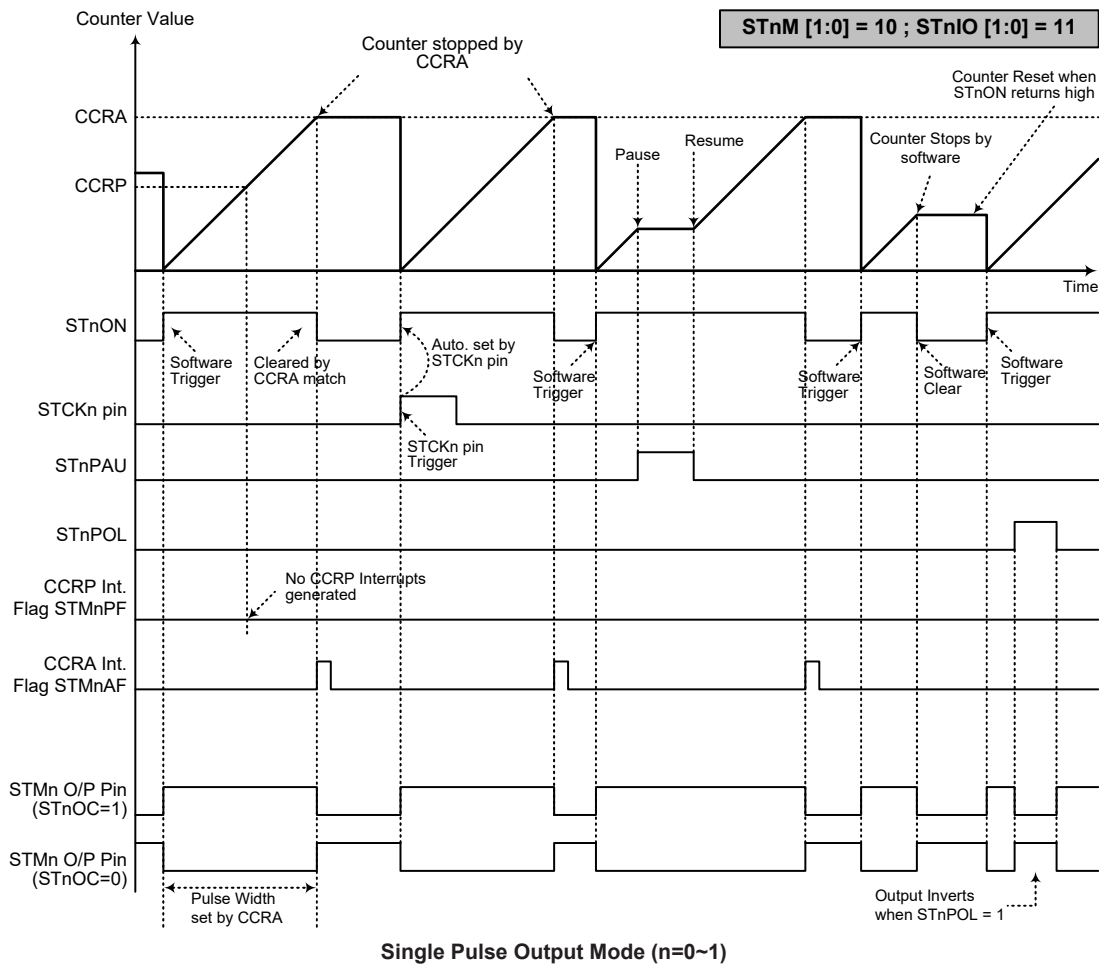 Counter Value
STnM [1:0] = 10 ; STnIO [1:0] = 11
Counter stopped by
CCRA
Counter Reset when
STnON returns high
CCRA
Pause
Resume
Counter Stops by
software
CCRP
Time
STnON
Software
Trigger
Cleared by
CCRA match
Auto. set by
STCKn pin
Software
Trigger
Software
Trigger
Software
Clear
Software
Trigger
STCKn pin
STCKn pin
Trigger
STnPAU
STnPOL
CCRP Int.
Flag STMnPF
No CCRP Interrupts
generated
CCRA Int.
Flag STMnAF
STMn O/P Pin
(STnOC=1)
STMn O/P Pin
(STnOC=0)
Pulse Width
set by CCRA
Output Inverts
when STnPOL = 1
Single Pulse Output Mode (n=0~1)